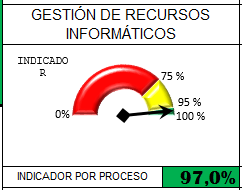 GESTIÓN DE RECURSOS
INFORMÁTICOS
INDICADO
R
75 %
0%
95 %
100 %
INDICADOR POR PROCESO
97,0%